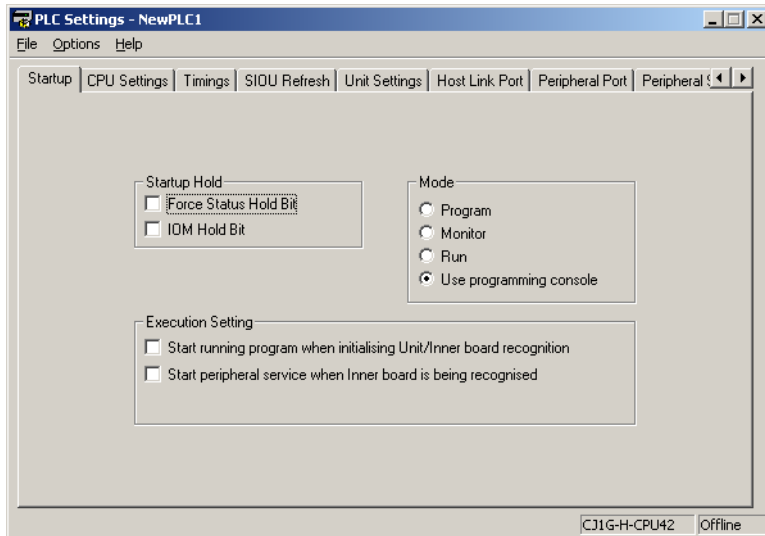 PLC Settings - NewPLC1
File Options Help
Startup CPU Settings Timings SIOU Refresh Unit Settings Host Link Port Peripheral Port Peripheral
Startup Hold
Force Status Hold Bit
IOM Hold Bit
Mode
Program
Monitor
Run
Use programming console
Execution Setting
Start running program when initialising Unit/Inner board recognition
Start peripheral service when Inner board is being recognised
CJ1G-H-CPU42 Offline